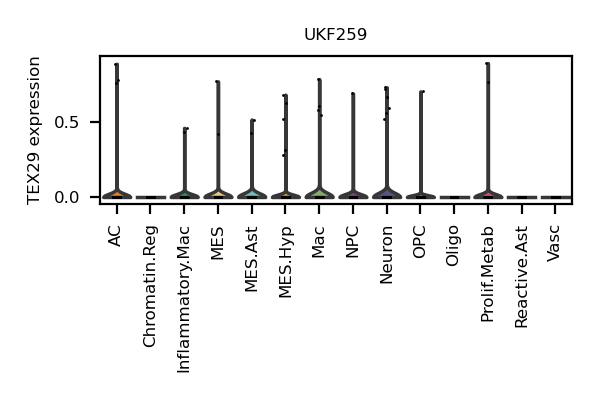 UKF259
TEX29 expression
0.5
0.0
AC
Chromatin.Reg
Inflammatory.Mac
MES
MES.Ast
MES.Hyp
Mac
NPC
Neuron
OPC
Oligo
Prolif.Metab
Reactive.Ast
Vasc